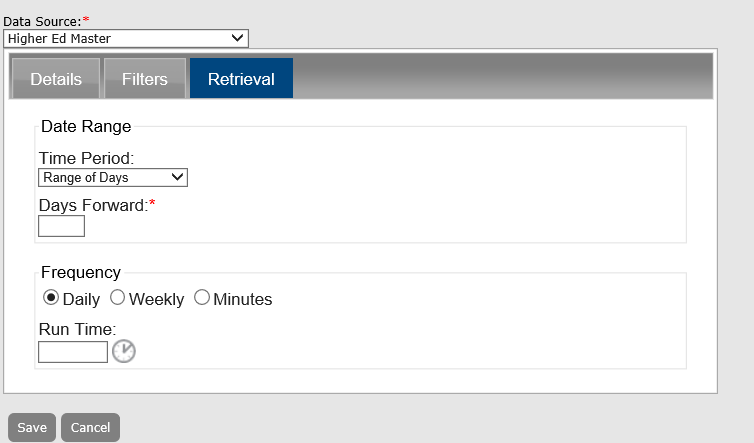 Data Source:*
Higher Ed Master
Details Filters Retrieval
Date Range
Time Period:
Range of Days
Days Forward:*
Frequency
Daily Weekly Minutes
Run Time:
Save Cancel